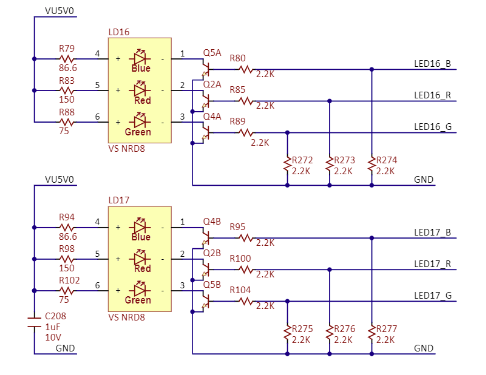 VU5V0
LD16
R79 4 + Blue - 1 Q5A R80 LED16_B
86.6 2.2K
R83 5 + Red - 2 Q2A R85 LED16_R
150 2.2K
R88 6 + Green - 3 Q4A R89 LED16_G
75 2.2K
VS NRD8
R272 R273 R274
2.2K 2.2K 2.2K
GND
VU5V0
LD17
R94 4 + Blue - 1 Q4B R95 LED17_B
86.6 2.2K
R98 5 + Red - 2 Q2B R100 LED17_R
150 2.2K
R102 6 + Green - 3 Q5B R104 LED17_G
75 2.2K
VS NRD8
C208
1uF
10V
R275 R276 R277
2.2K 2.2K 2.2K
GND GND